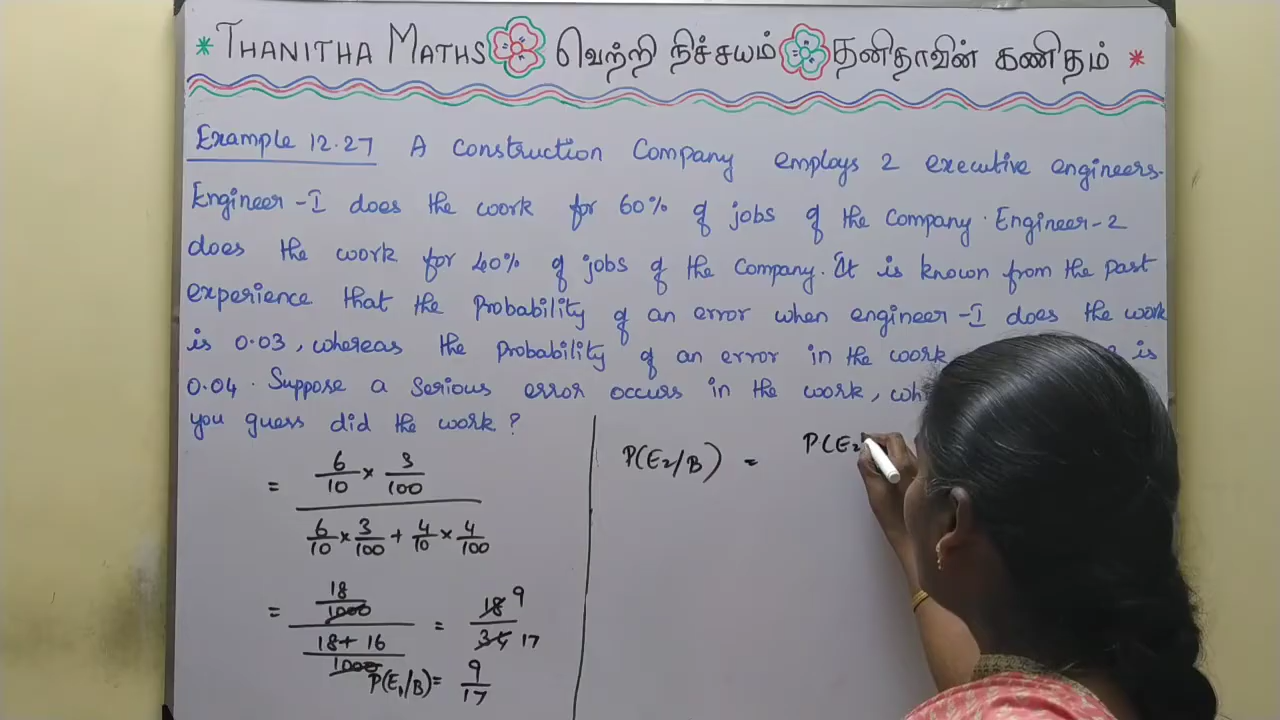 * THANITHA MATHS வெற்றி நிச்சயம் தனிதாவின் கணிதம் *
Example 12.27 A Construction Company employs 2 executive engineers.
Engineer -I does the work for 60% of jobs of the Company. Engineer-2
does the work for 40% of jobs of the Company. It is known from the past
experience that the Probability of an error when engineer -I does the work
is 0.03, whereas the Probability of an error in the work is
0.04. Suppose a serious error occurs in the work,
you guess did the work?
= 6/10 × 3/100
6/10 × 3/100 + 4/10 × 4/100
= 18/1000
18+16/1000
= 18 9
34 17
P(E₁/B) = 9/17
P(E₂/B) = P(E₂